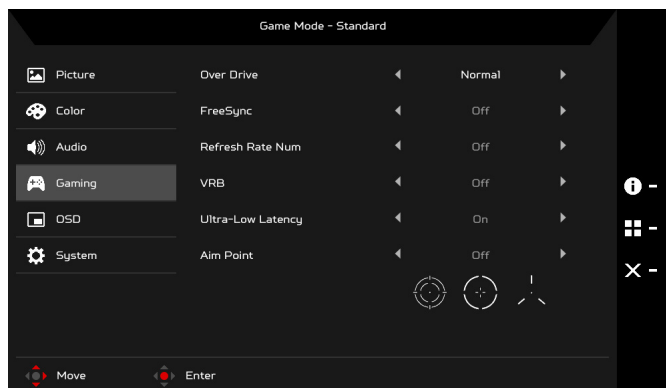 Game Mode - Standard
Picture Over Drive Normal
Color FreeSync Off
Audio Refresh Rate Num Off
Gaming VRB Off
OSD Ultra-Low Latency On
System Aim Point Off
Move Enter